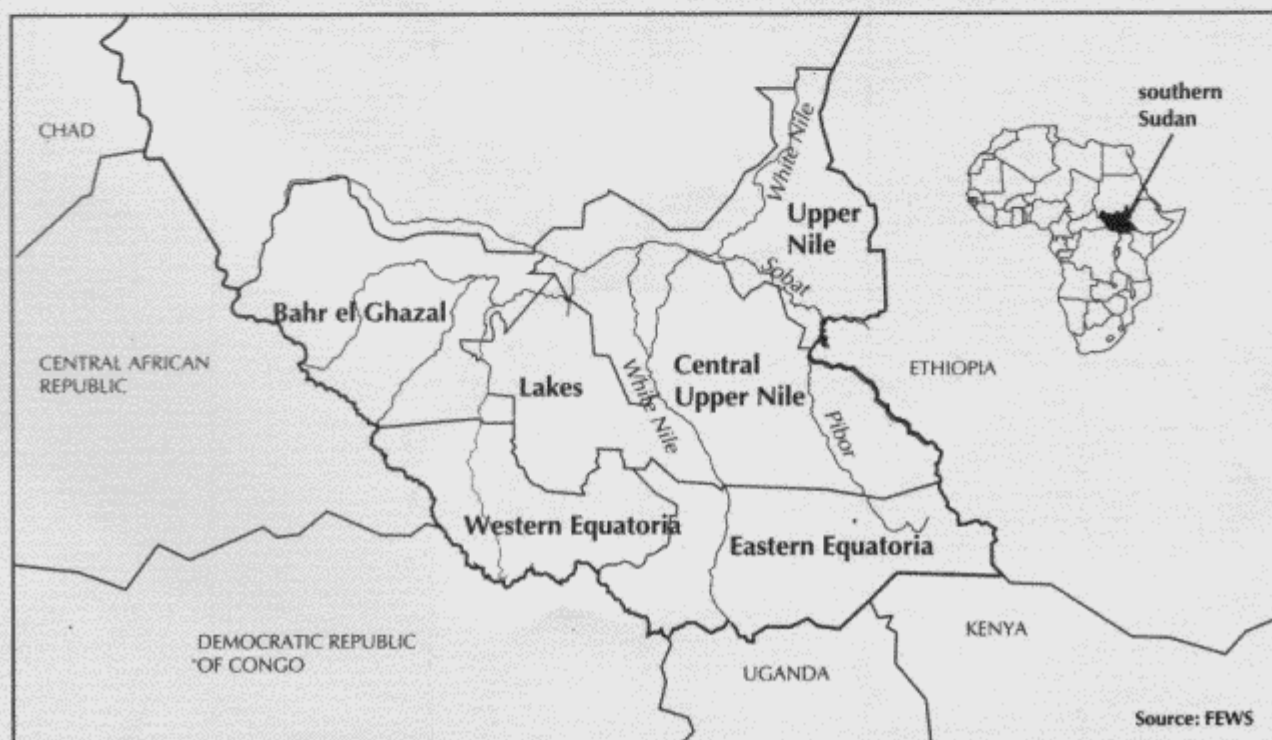 southern
Sudan
CHAD
White Nile
Upper
Nile
Sobat
Bahr el Ghazal
CENTRAL AFRICAN
REPUBLIC
Lakes
White Nile
Central
Upper Nile
ETHIOPIA
Pibor
Western Equatoria
Eastern Equatoria
DEMOCRATIC REPUBLIC
OF CONGO
KENYA
UGANDA
Source: FEWS